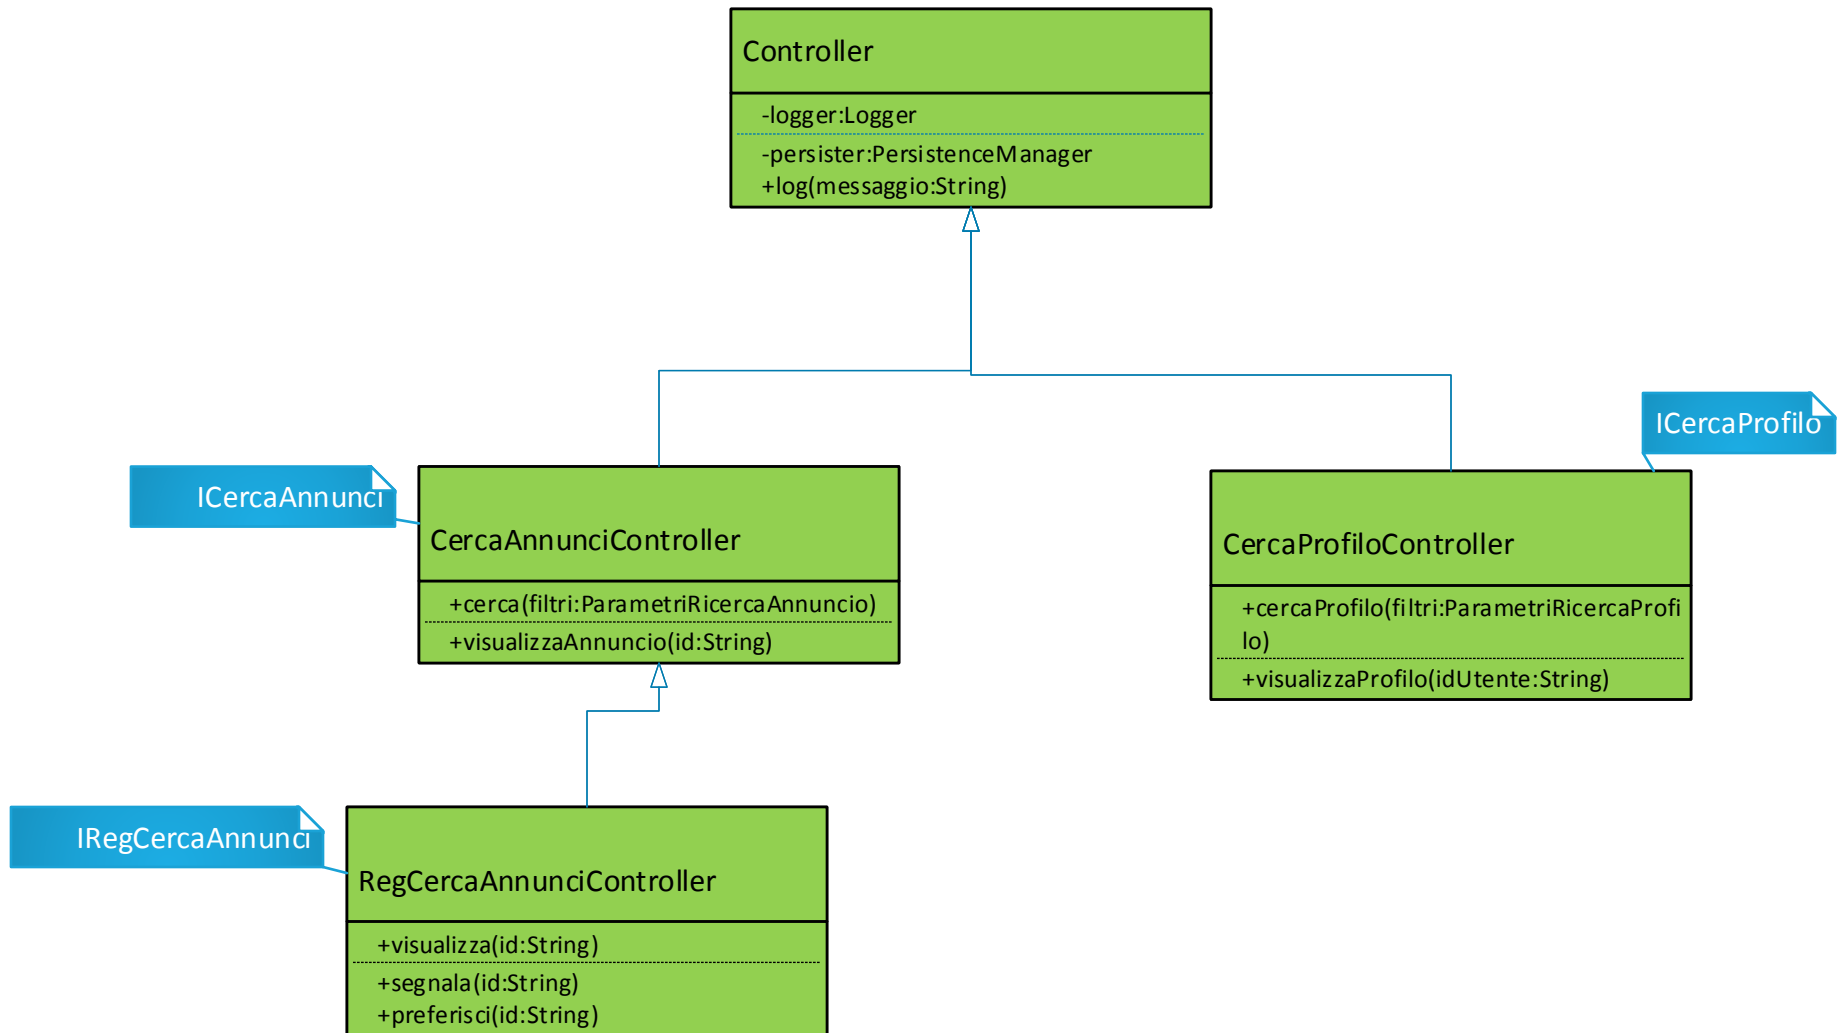 Controller
-logger:Logger
-persister:PersistenceManager
+log(messaggio:String)
ICercaProfilo
ICercaAnnunci
CercaAnnunciController
+cerca(filtri:ParametriRicercaAnnuncio)
+visualizzaAnnuncio(id:String)
CercaProfiloController
+cercaProfilo(filtri:ParametriRicercaProfi
lo)
+visualizzaProfilo(idUtente:String)
IRegCercaAnnunci
RegCercaAnnunciController
+visualizza(id:String)
+segnala(id:String)
+preferisci(id:String)